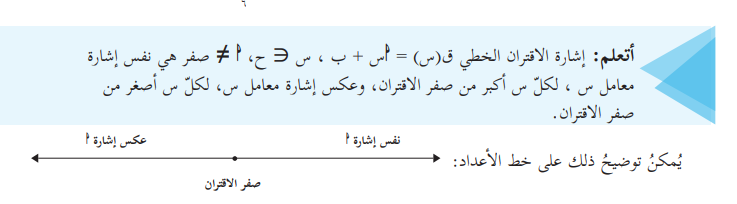 ٦
أتعلم: إشارة الاقتران الخطي ق(س) = أس + ب ، س ∈ ح، أ ≠ صفر هي نفس إشارة
معامل س ، لكلّ س أكبر من صفر الاقتران، وعكس إشارة معامل س، لكلّ س أصغر من
صفر الاقتران.
يُمكنُ توضيحُ ذلك على خط الأعداد:
نفس إشارة أ
عكس إشارة أ
صفر الاقتران